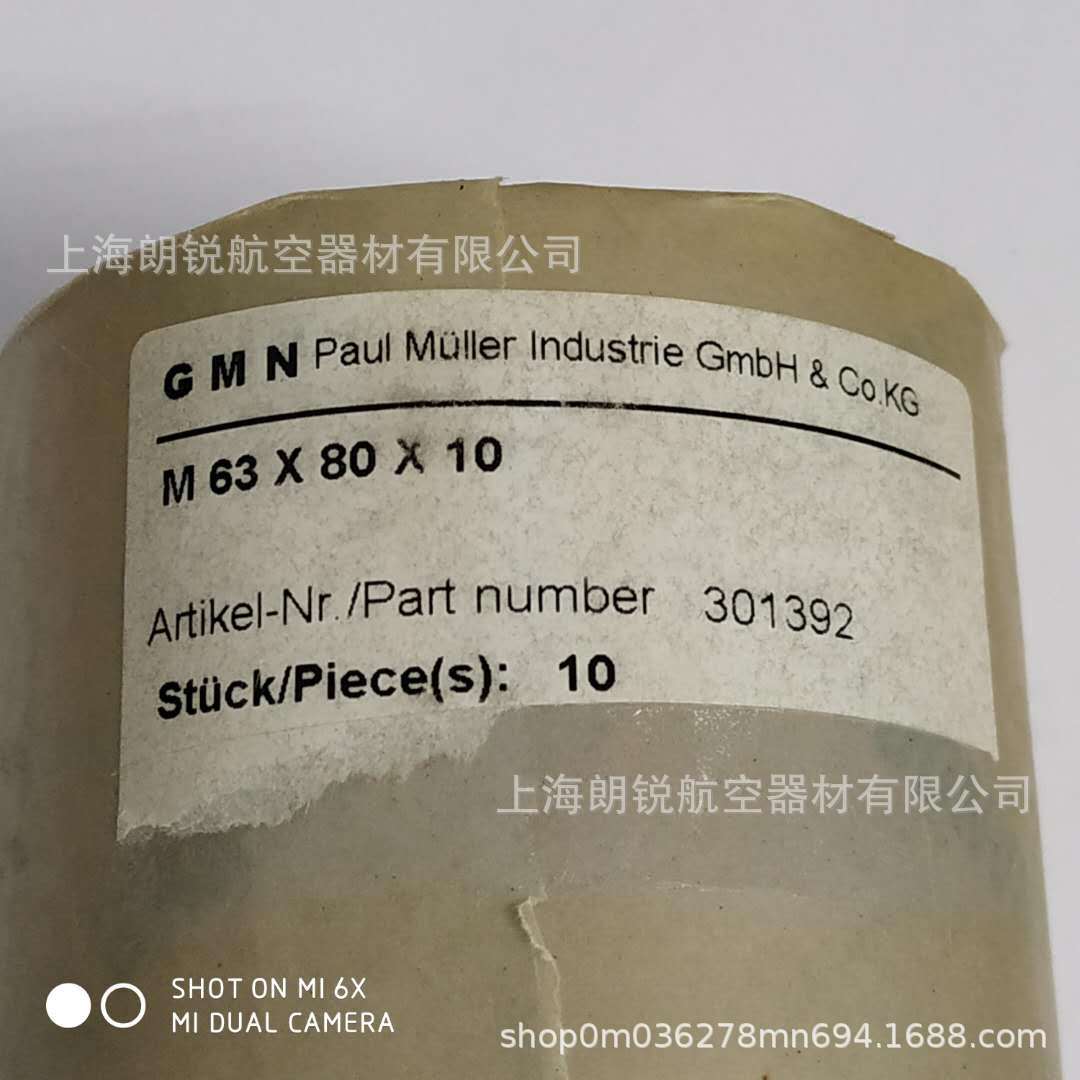 上海朗锐航空器材有限公司
GMN Paul Müller Industrie GmbH & Co.KG
M 63 X 80 X 10
Artikel-Nr./Part number 301392
Stück/Piece(s): 10
上海朗锐航空器材有限公司
SHOT ON MI 6X
MI DUAL CAMERA
shop0m036278mn694.1688.com